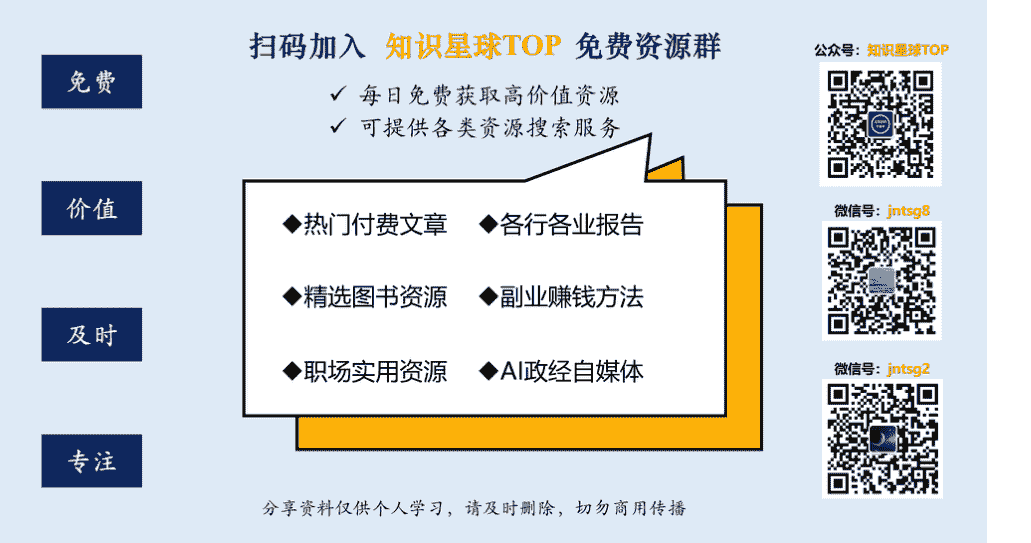 扫码加入 知识星球TOP 免费资源群
✓ 每日免费获取高价值资源
✓ 可提供各类资源搜索服务
免费
价值
及时
专注
◆热门付费文章 ◆各行各业报告
◆精选图书资源 ◆副业赚钱方法
◆职场实用资源 ◆AI政经自媒体
公众号：知识星球TOP
微信号：jntsg8
微信号：jntsg2
分享资料仅供个人学习，请及时删除，切勿商用传播